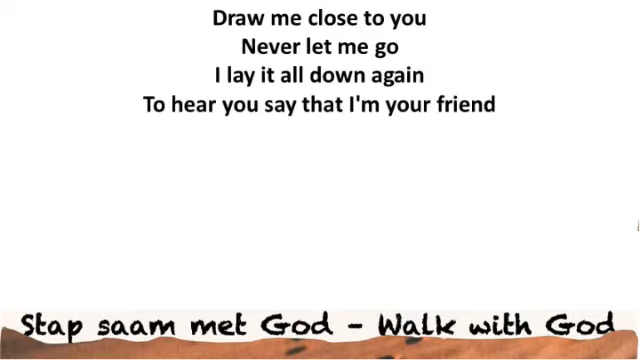 Draw me close to you
Never let me go
I lay it all down again
To hear you say that I'm your friend
Stap saam met God - Walk with God